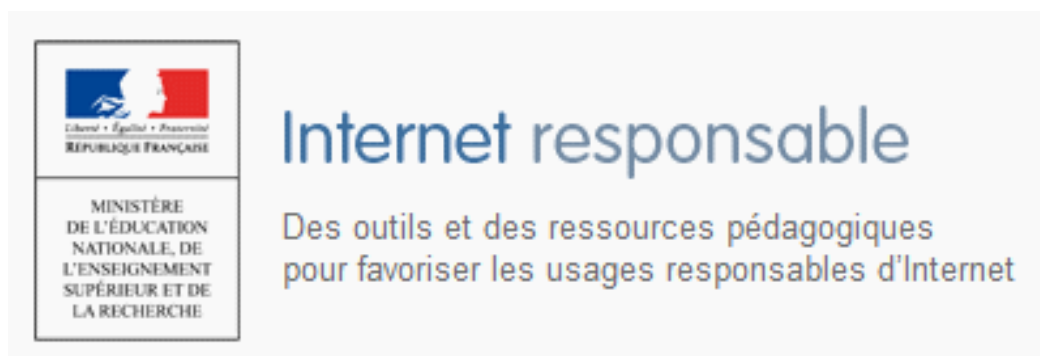 Liberté • Égalité • Fraternité
RÉPUBLIQUE FRANÇAISE
MINISTÈRE
DE L'ÉDUCATION
NATIONALE, DE
L'ENSEIGNEMENT
SUPÉRIEUR ET DE
LA RECHERCHE
Internet responsable
Des outils et des ressources pédagogiques
pour favoriser les usages responsables d'Internet